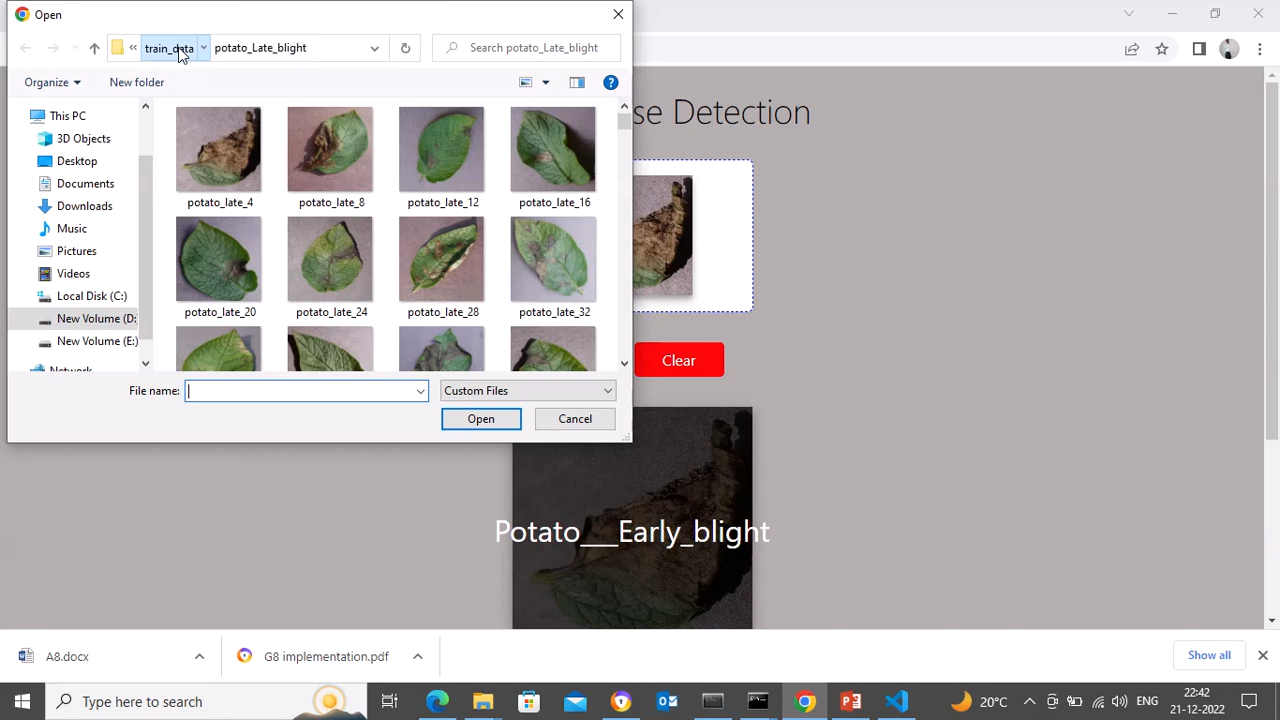 Open
« train_data potato_Late_blight
Search potato_Late_blight
Organize
New folder
This PC
3D Objects
Desktop
Documents
Downloads
Music
Pictures
Videos
Local Disk (C:)
New Volume (D:
New Volume (E:)
potato_late_4
potato_late_8
potato_late_12
potato_late_16
potato_late_20
potato_late_24
potato_late_28
potato_late_32
File name:
Custom Files
Open
Cancel
se Detection
Clear
Potato___Early_blight
A8.docx
G8 implementation.pdf
Show all
Type here to search
20°C
ENG
22:42
21-12-2022